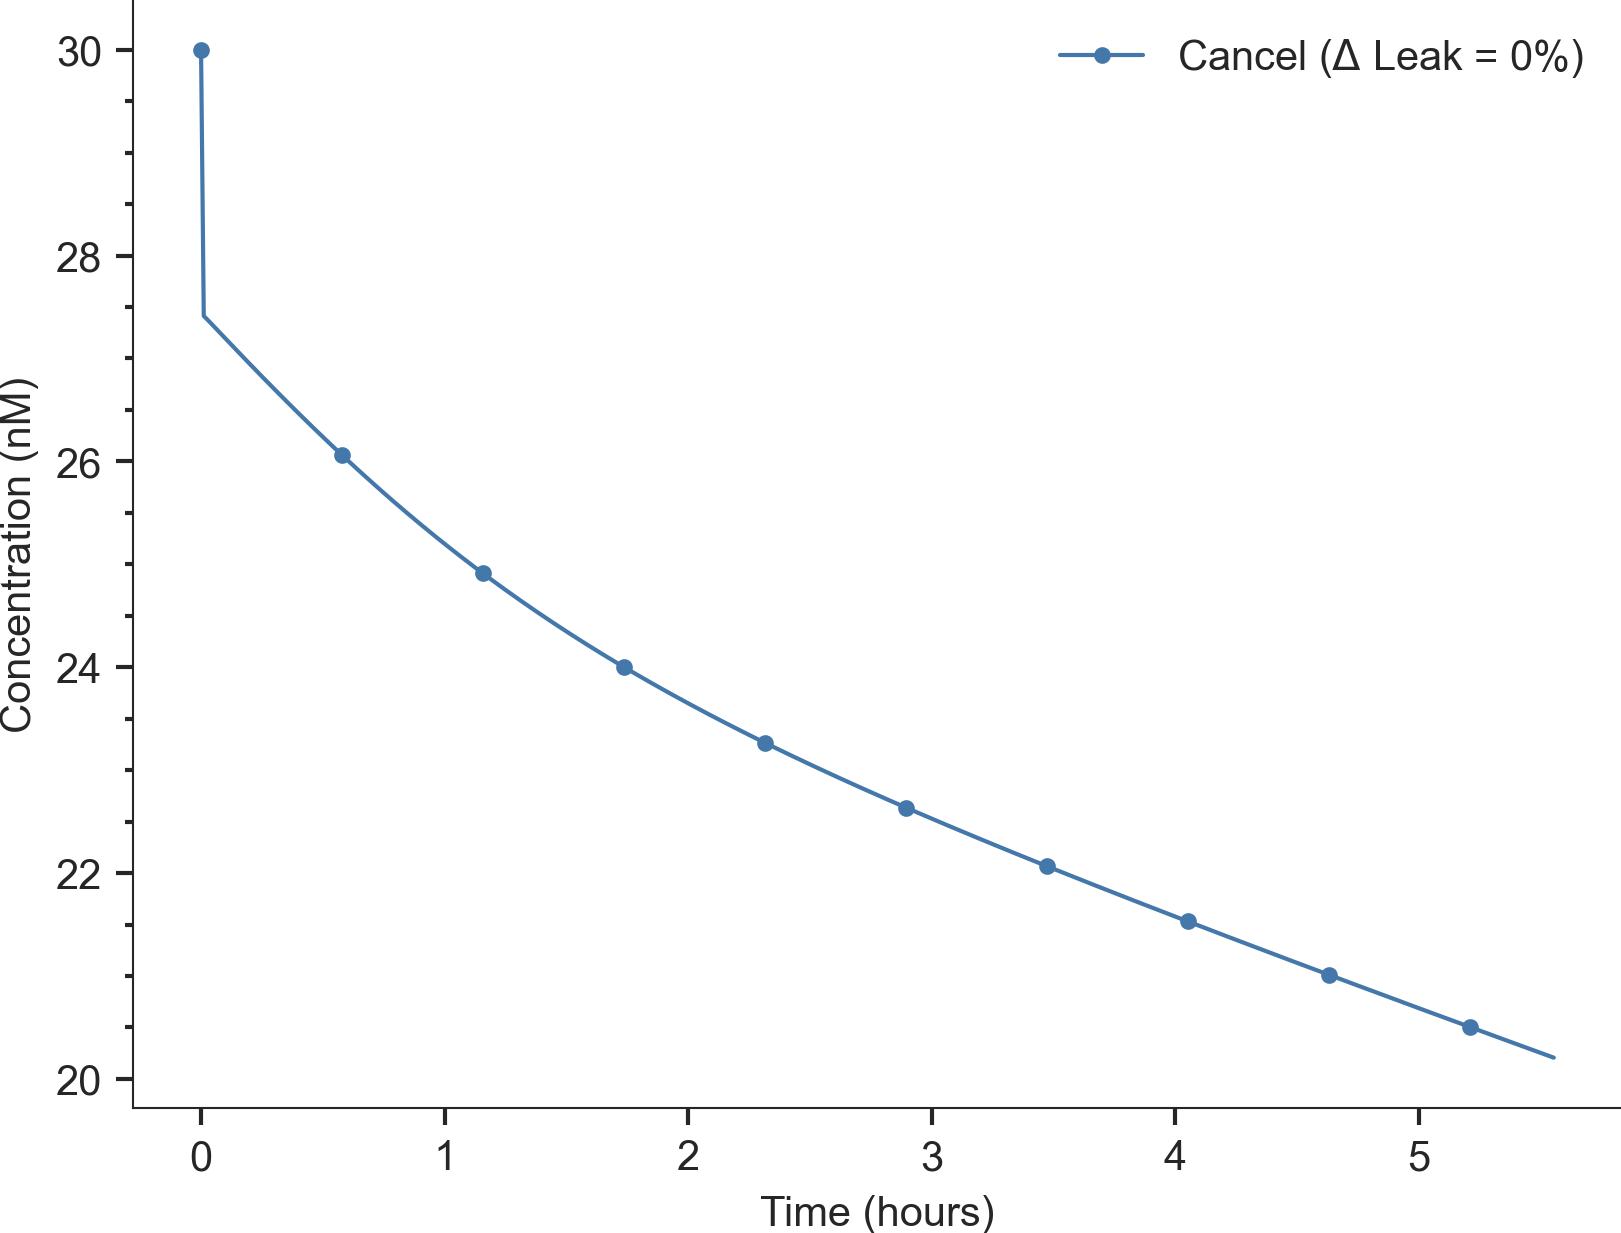 Cancel (Δ Leak = 0%)
Concentration (nM)
30
28
26
24
22
20
0 1 2 3 4 5
Time (hours)